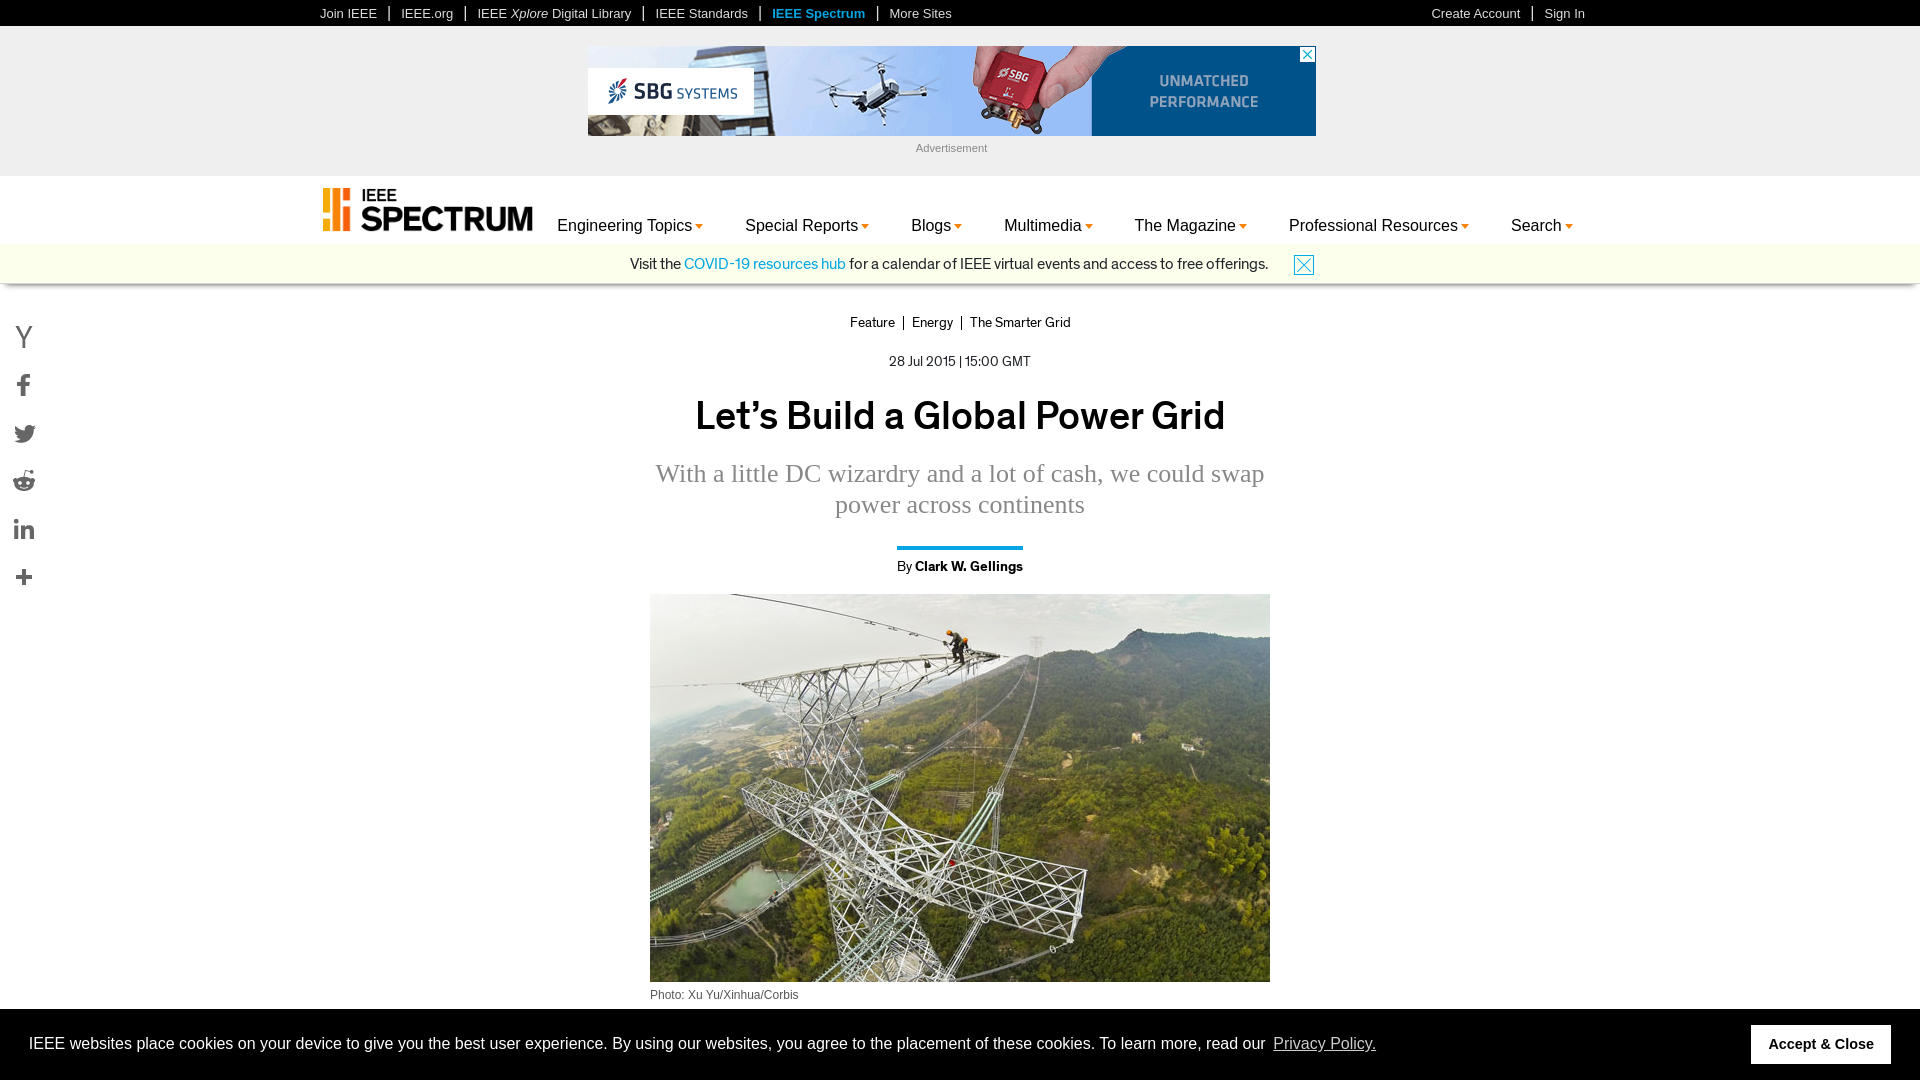 Join IEEE | IEEE.org | IEEE Xplore Digital Library | IEEE Standards | IEEE Spectrum | More Sites
Create Account | Sign In
SBG SYSTEMS
SBG
UNMATCHED
PERFORMANCE
Advertisement
IEEE
SPECTRUM
Engineering Topics Special Reports Blogs Multimedia The Magazine Professional Resources Search
Visit the COVID-19 resources hub for a calendar of IEEE virtual events and access to free offerings.
Feature | Energy | The Smarter Grid
28 Jul 2015 | 15:00 GMT
Let’s Build a Global Power Grid
With a little DC wizardry and a lot of cash, we could swap
power across continents
By Clark W. Gellings
Photo: Xu Yu/Xinhua/Corbis
IEEE websites place cookies on your device to give you the best user experience. By using our websites, you agree to the placement of these cookies. To learn more, read our Privacy Policy.
Accept & Close